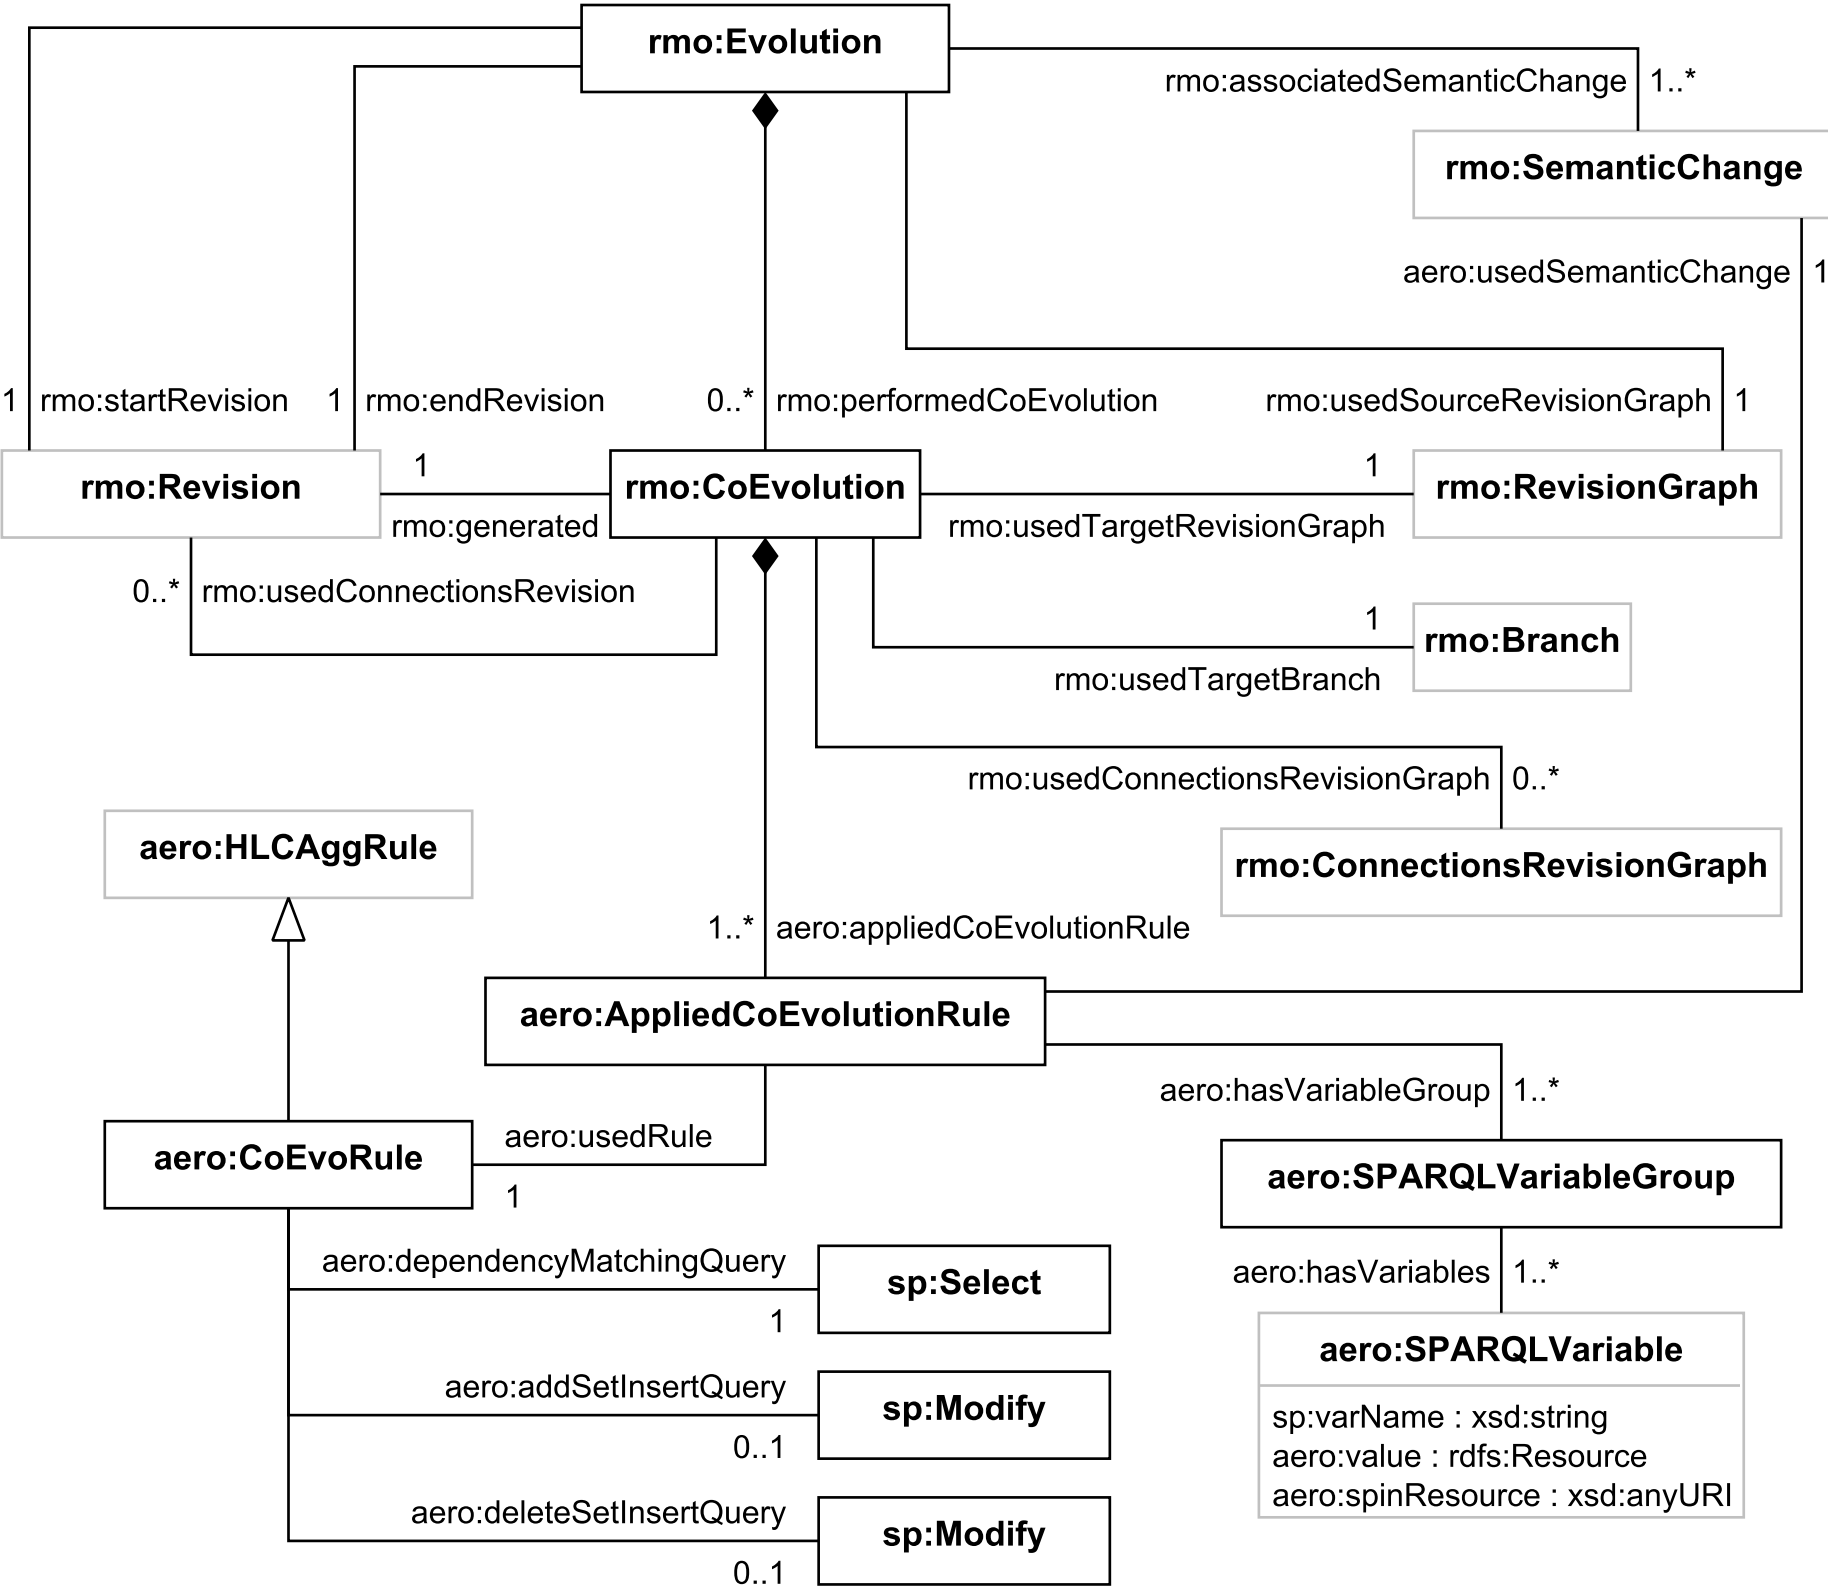 rmo:Evolution
rmo:associatedSemanticChange 1..*
rmo:SemanticChange
aero:usedSemanticChange 1
1 rmo:startRevision 1 rmo:endRevision 0..* rmo:performedCoEvolution rmo:usedSourceRevisionGraph 1
1 1
rmo:Revision rmo:CoEvolution rmo:RevisionGraph
rmo:generated rmo:usedTargetRevisionGraph
0..* rmo:usedConnectionsRevision
1
rmo:Branch
rmo:usedTargetBranch
rmo:usedConnectionsRevisionGraph 0..*
aero:HLCAggRule
rmo:ConnectionsRevisionGraph
1..* aero:appliedCoEvolutionRule
aero:AppliedCoEvolutionRule
aero:hasVariableGroup 1..*
aero:usedRule
aero:CoEvoRule
aero:SPARQLVariableGroup
1
aero:dependencyMatchingQuery
aero:hasVariables 1..*
sp:Select
1
aero:SPARQLVariable
aero:addSetInsertQuery
sp:Modify
sp:varName : xsd:string
0..1
aero:value : rdfs:Resource
aero:spinResource : xsd:anyURI
aero:deleteSetInsertQuery
sp:Modify
0..1